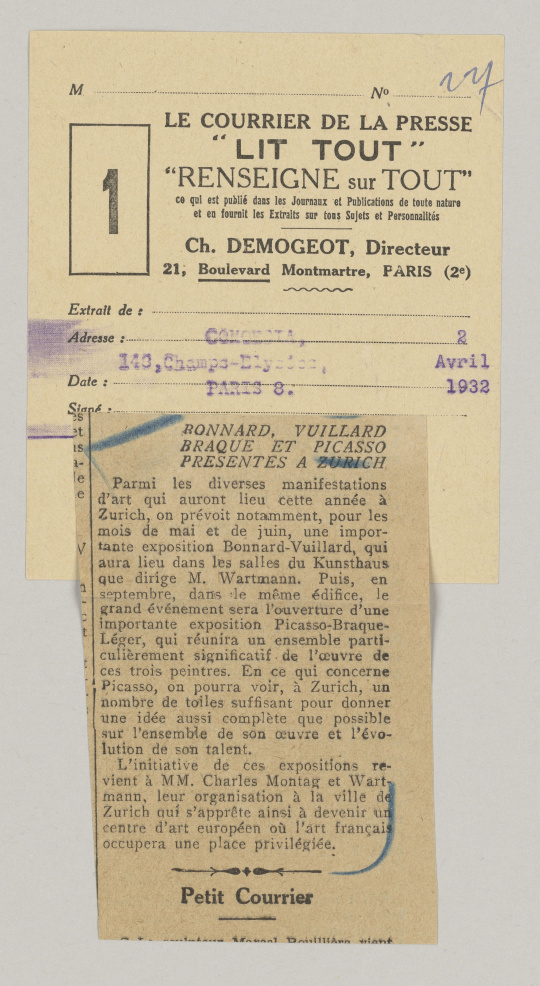 27
M Nº
1
LE COURRIER DE LA PRESSE
“ LIT TOUT ”
“RENSEIGNE sur TOUT”
ce qui est publié dans les Journaux et Publications de toute nature
et en fournit les Extraits sur tous Sujets et Personnalités
Ch. DEMOGEOT, Directeur
21, Boulevard Montmartre, PARIS (2e)
Extrait de :
Adresse : COMOEDIA, 2
140,Champs-Elysées, Avril
Date : PARIS 8. 1932
Signé :
BONNARD, VUILLARD
BRAQUE ET PICASSO
PRESENTES A ZURICH
Parmi les diverses manifestations
d'art qui auront lieu cette année à
Zurich, on prévoit notamment, pour les
mois de mai et de juin, une impor-
tante exposition Bonnard-Vuillard, qui
aura lieu dans les salles du Kunsthaus
que dirige M. Wartmann. Puis, en
septembre, dans le même édifice, le
grand événement sera l'ouverture d'une
importante exposition Picasso-Braque-
Léger, qui réunira un ensemble parti-
culièrement significatif de l'œuvre de
ces trois peintres. En ce qui concerne
Picasso, on pourra voir, à Zurich, un
nombre de toiles suffisant pour donner
une idée aussi complète que possible
sur l'ensemble de son œuvre et l'évo-
lution de son talent.
L'initiative de ces expositions re-
vient à MM. Charles Montag et Wart-
mann, leur organisation à la ville de
Zurich qui s'apprête ainsi à devenir un
centre d'art européen où l'art français
occupera une place privilégiée.
Petit Courrier